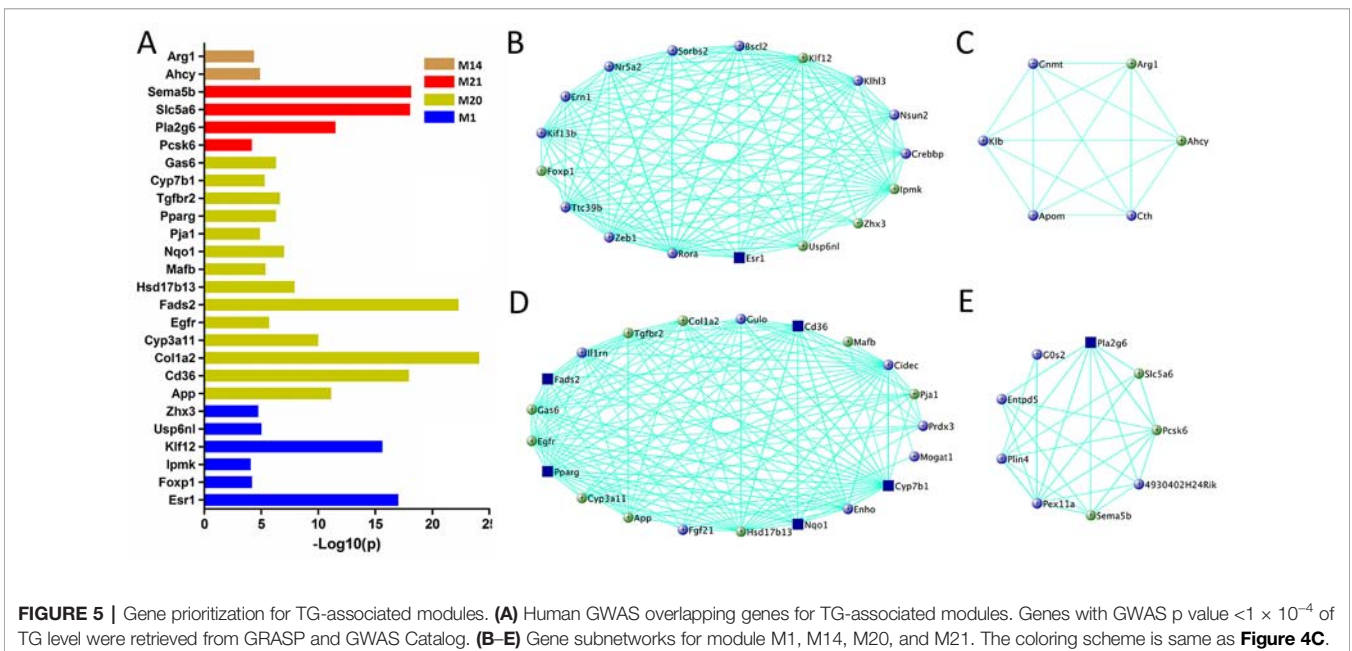 A
Arg1
Ahcy
Sema5b
Slc5a6
Pla2g6
Pcsk6
Gas6
Cyp7b1
Tgfbr2
Pparg
Pja1
Nqo1
Mafb
Hsd17b13
Fads2
Egfr
Cyp3a11
Col1a2
Cd36
App
Zhx3
Usp6nl
Klf12
Ipmk
Foxp1
Esr1
0 5 10 15 20
-Log10(p)
M14
M21
M20
M1
B
Bscl2
Sorbs2
Klf12
Nr5a2
Klhl3
Ern1
Nsun2
Kif13b
Crebbp
Foxp1
Ipmk
Ttc39b
Zhx3
Zeb1
Usp6nl
Rora
Esr1
C
Gnmt
Arg1
Klb
Ahcy
Apom
Cth
D
Col1a2
Gulo
Cd36
Tgfbr2
Mafb
Il1rn
Cidec
Fads2
Pja1
Gas6
Prdx3
Egfr
Mogat1
Pparg
Cyp7b1
Cyp3a11
Enho
App
Nqo1
Fgf21
Hsd17b13
E
Pla2g6
G0s2
Slc5a6
Entpd5
Pcsk6
Plin4
4930402H24Rik
Pex11a
Sema5b
FIGURE 5 | Gene prioritization for TG-associated modules. (A) Human GWAS overlapping genes for TG-associated modules. Genes with GWAS p value <1 × 10⁻⁴ of
TG level were retrieved from GRASP and GWAS Catalog. (B–E) Gene subnetworks for module M1, M14, M20, and M21. The coloring scheme is same as Figure 4C.